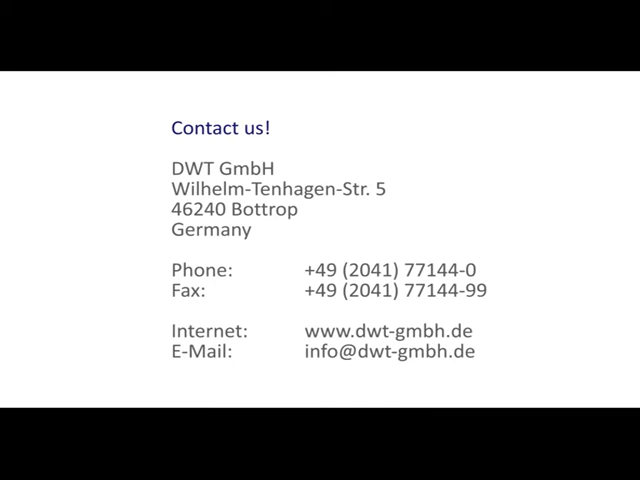 Contact us!
DWT GmbH
Wilhelm-Tenhagen-Str. 5
46240 Bottrop
Germany
Phone: +49 (2041) 77144-0
Fax: +49 (2041) 77144-99
Internet: www.dwt-gmbh.de
E-Mail: info@dwt-gmbh.de